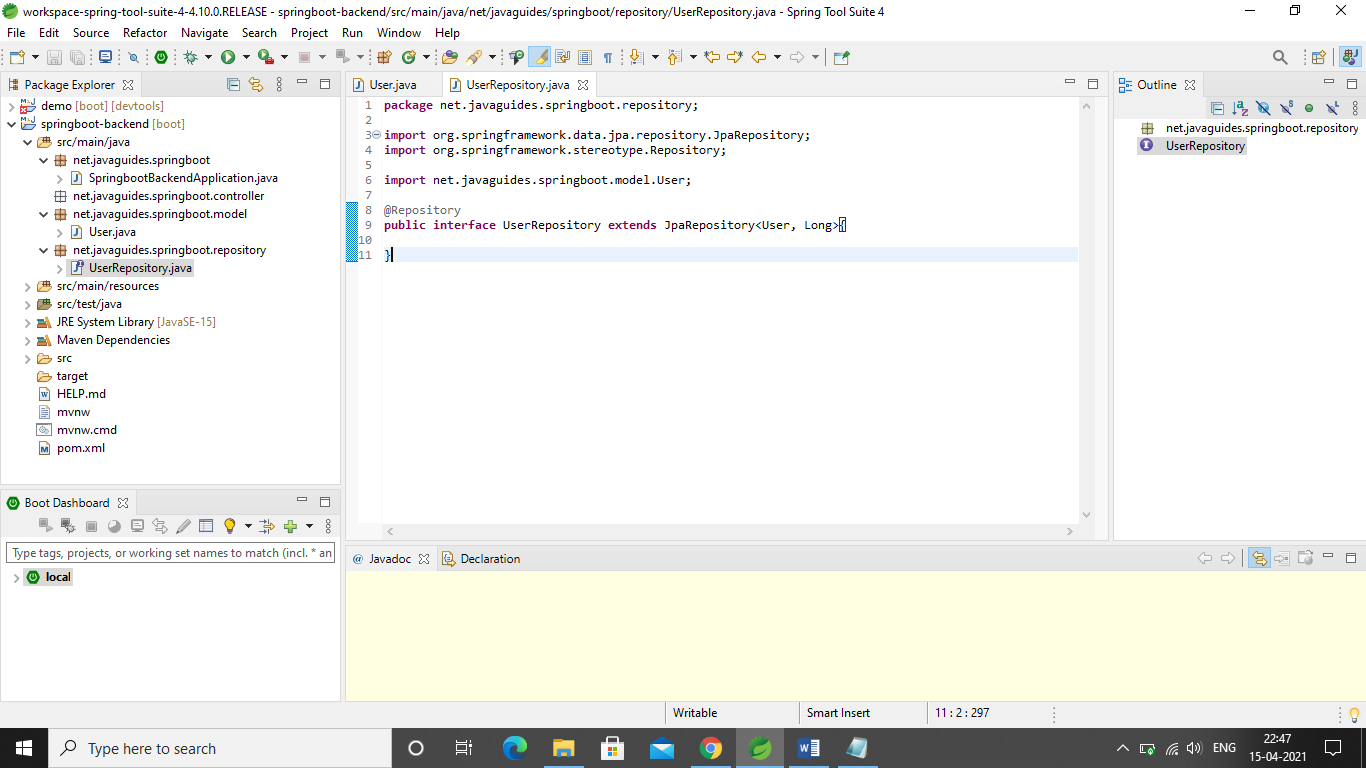 workspace-spring-tool-suite-4-4.10.0.RELEASE - springboot-backend/src/main/java/net/javaguides/springboot/repository/UserRepository.java - Spring Tool Suite 4
File Edit Source Refactor Navigate Search Project Run Window Help
Package Explorer
demo [boot] [devtools]
springboot-backend [boot]
src/main/java
net.javaguides.springboot
SpringbootBackendApplication.java
net.javaguides.springboot.controller
net.javaguides.springboot.model
User.java
net.javaguides.springboot.repository
UserRepository.java
src/main/resources
src/test/java
JRE System Library [JavaSE-15]
Maven Dependencies
src
target
HELP.md
mvnw
mvnw.cmd
pom.xml
Boot Dashboard
Type tags, projects, or working set names to match (incl. * an
local
User.java
UserRepository.java
1 package net.javaguides.springboot.repository;
2
3 import org.springframework.data.jpa.repository.JpaRepository;
4 import org.springframework.stereotype.Repository;
5
6 import net.javaguides.springboot.model.User;
7
8 @Repository
9 public interface UserRepository extends JpaRepository<User, Long>{
10
11 }
Outline
net.javaguides.springboot.repository
UserRepository
@ Javadoc
Declaration
Writable
Smart Insert
11 : 2 : 297
Type here to search
ENG
22:47
15-04-2021